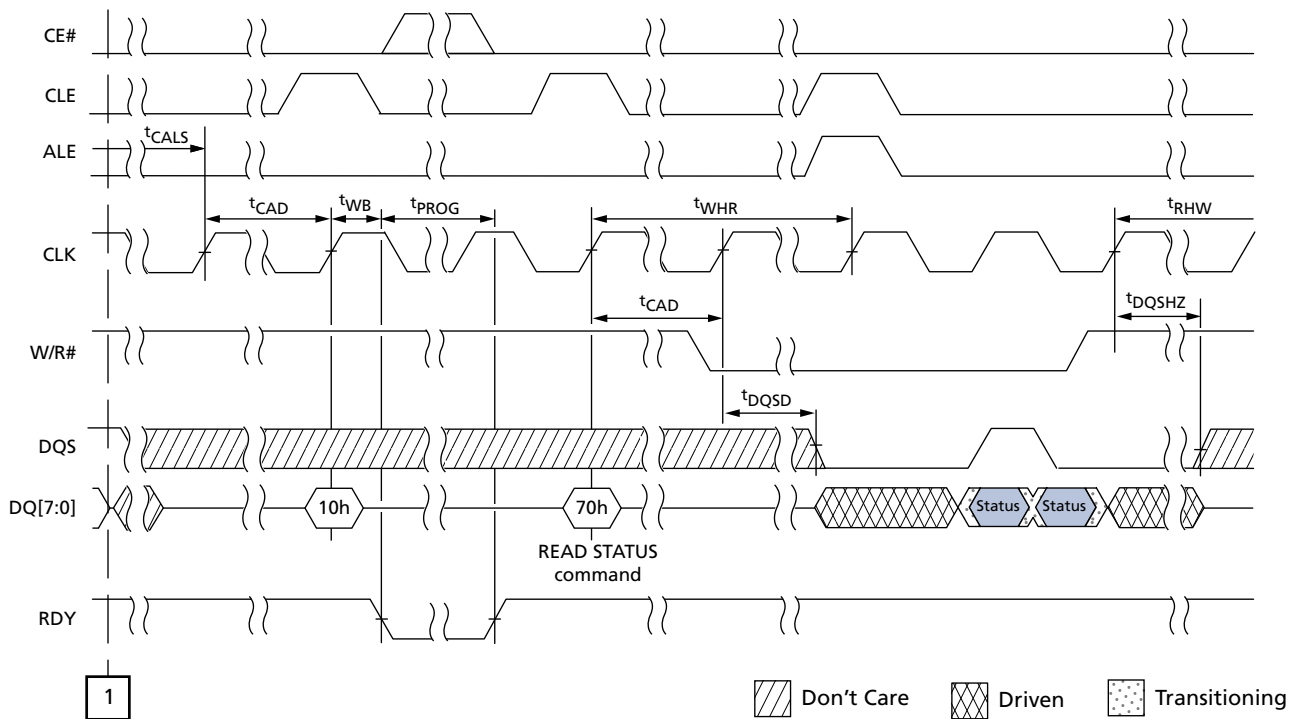 CE#
CLE
tCALS
ALE
tCAD
tWB
tPROG
tWHR
tRHW
CLK
tCAD
tDQSHZ
W/R#
tDQSD
DQS
DQ[7:0]
10h
70h
Status
Status
READ STATUS
command
RDY
1
Don't Care
Driven
Transitioning